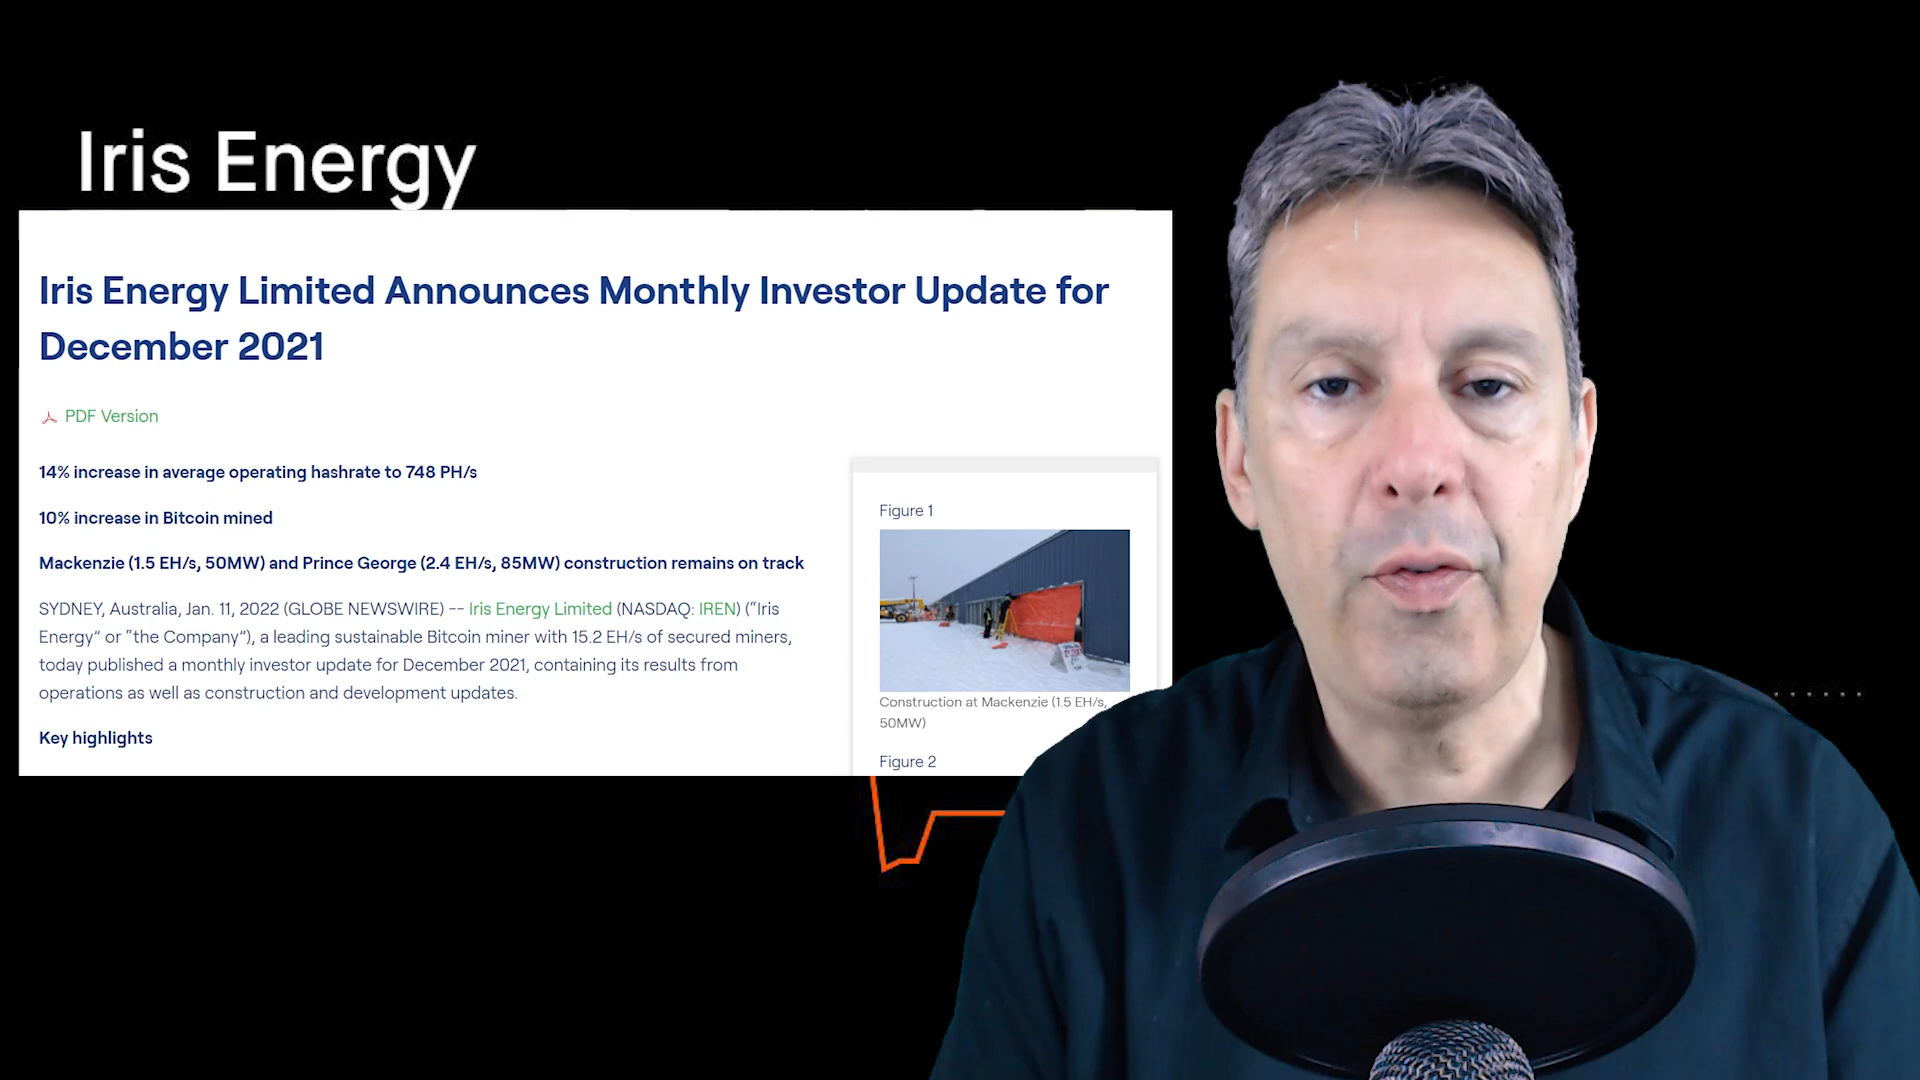 Iris Energy
Iris Energy Limited Announces Monthly Investor Update for
December 2021
PDF Version
14% increase in average operating hashrate to 748 PH/s
10% increase in Bitcoin mined
Mackenzie (1.5 EH/s, 50MW) and Prince George (2.4 EH/s, 85MW) construction remains on track
SYDNEY, Australia, Jan. 11, 2022 (GLOBE NEWSWIRE) -- Iris Energy Limited (NASDAQ: IREN) ("Iris
Energy" or "the Company"), a leading sustainable Bitcoin miner with 15.2 EH/s of secured miners,
today published a monthly investor update for December 2021, containing its results from
operations as well as construction and development updates.
Key highlights
Figure 1
Construction at Mackenzie (1.5 EH/s,
50MW)
Figure 2